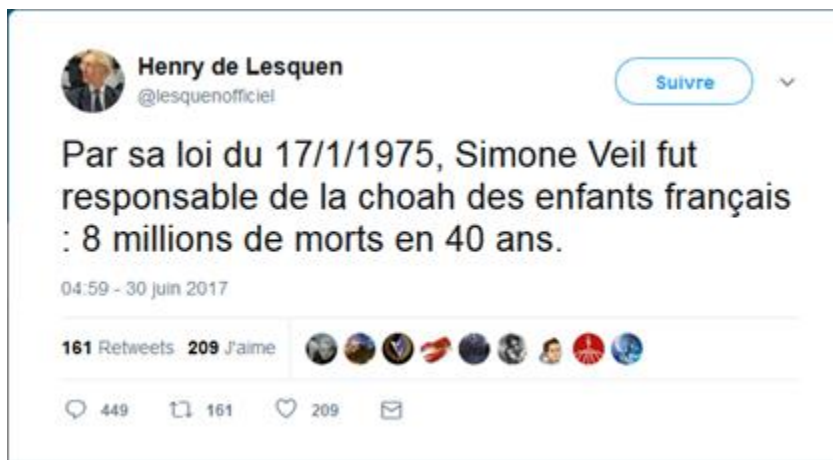 Henry de Lesquen
@lesquenofficiel
Suivre
Par sa loi du 17/1/1975, Simone Veil fut
responsable de la choah des enfants français
: 8 millions de morts en 40 ans.
04:59 - 30 juin 2017
161 Retweets 209 J'aime
449 161 209